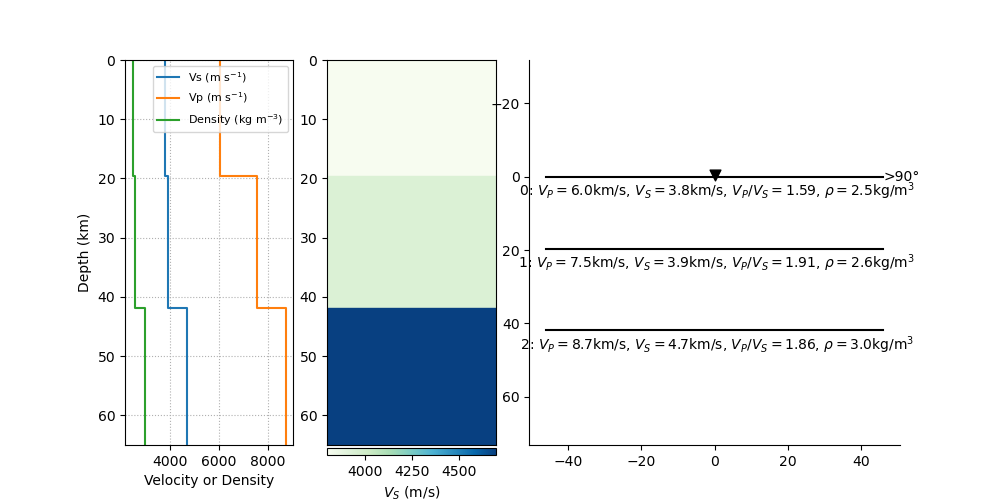 0
10
20
30
40
50
60
Depth (km)
Vs (m s⁻¹)
Vp (m s⁻¹)
Density (kg m⁻³)
4000 6000 8000
Velocity or Density
0
10
20
30
40
50
60
4000 4250 4500
V_S (m/s)
−20
0
20
40
60
>90°
0: V_P = 6.0km/s, V_S = 3.8km/s, V_P/V_S = 1.59, ρ = 2.5kg/m³
1: V_P = 7.5km/s, V_S = 3.9km/s, V_P/V_S = 1.91, ρ = 2.6kg/m³
2: V_P = 8.7km/s, V_S = 4.7km/s, V_P/V_S = 1.86, ρ = 3.0kg/m³
−40 −20 0 20 40